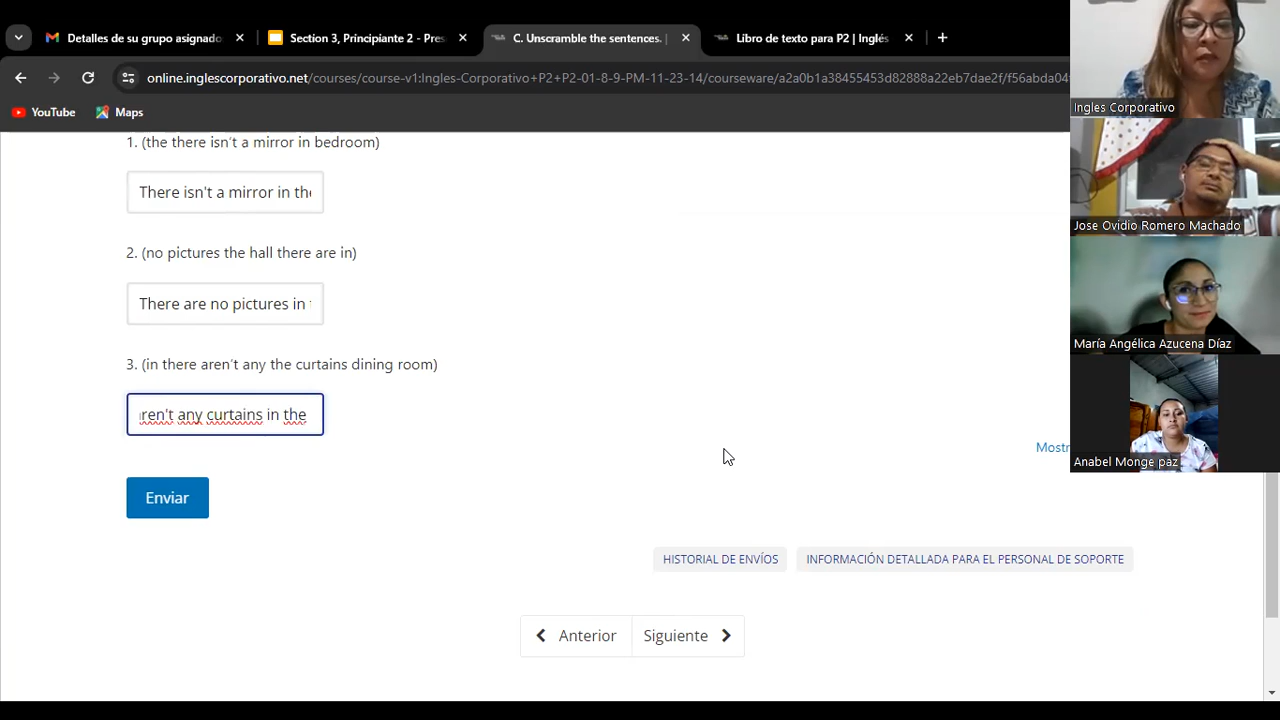 Detalles de su grupo asignado
Section 3, Principiante 2 - Pres
C. Unscramble the sentences. |
Libro de texto para P2 | Inglés
online.inglescorporativo.net/courses/course-v1:Ingles-Corporativo+P2+P2-01-8-9-PM-11-23-14/courseware/a2a0b1a38455453d82888a22eb7dae2f/f56abda04
YouTube
Maps
1. (the there isn't a mirror in bedroom)
There isn't a mirror in the
2. (no pictures the hall there are in)
There are no pictures in
3. (in there aren't any the curtains dining room)
ren't any curtains in the
Mostr
Enviar
HISTORIAL DE ENVÍOS
INFORMACIÓN DETALLADA PARA EL PERSONAL DE SOPORTE
Anterior
Siguiente
Ingles Corporativo
Jose Ovidio Romero Machado
María Angélica Azucena Díaz
Anabel Monge paz